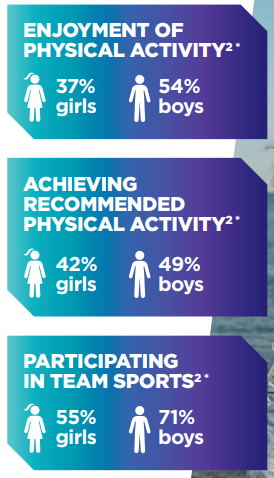 ENJOYMENT OF
PHYSICAL ACTIVITY²*
37%
girls
54%
boys
ACHIEVING
RECOMMENDED
PHYSICAL ACTIVITY²*
42%
girls
49%
boys
PARTICIPATING
IN TEAM SPORTS²*
55%
girls
71%
boys